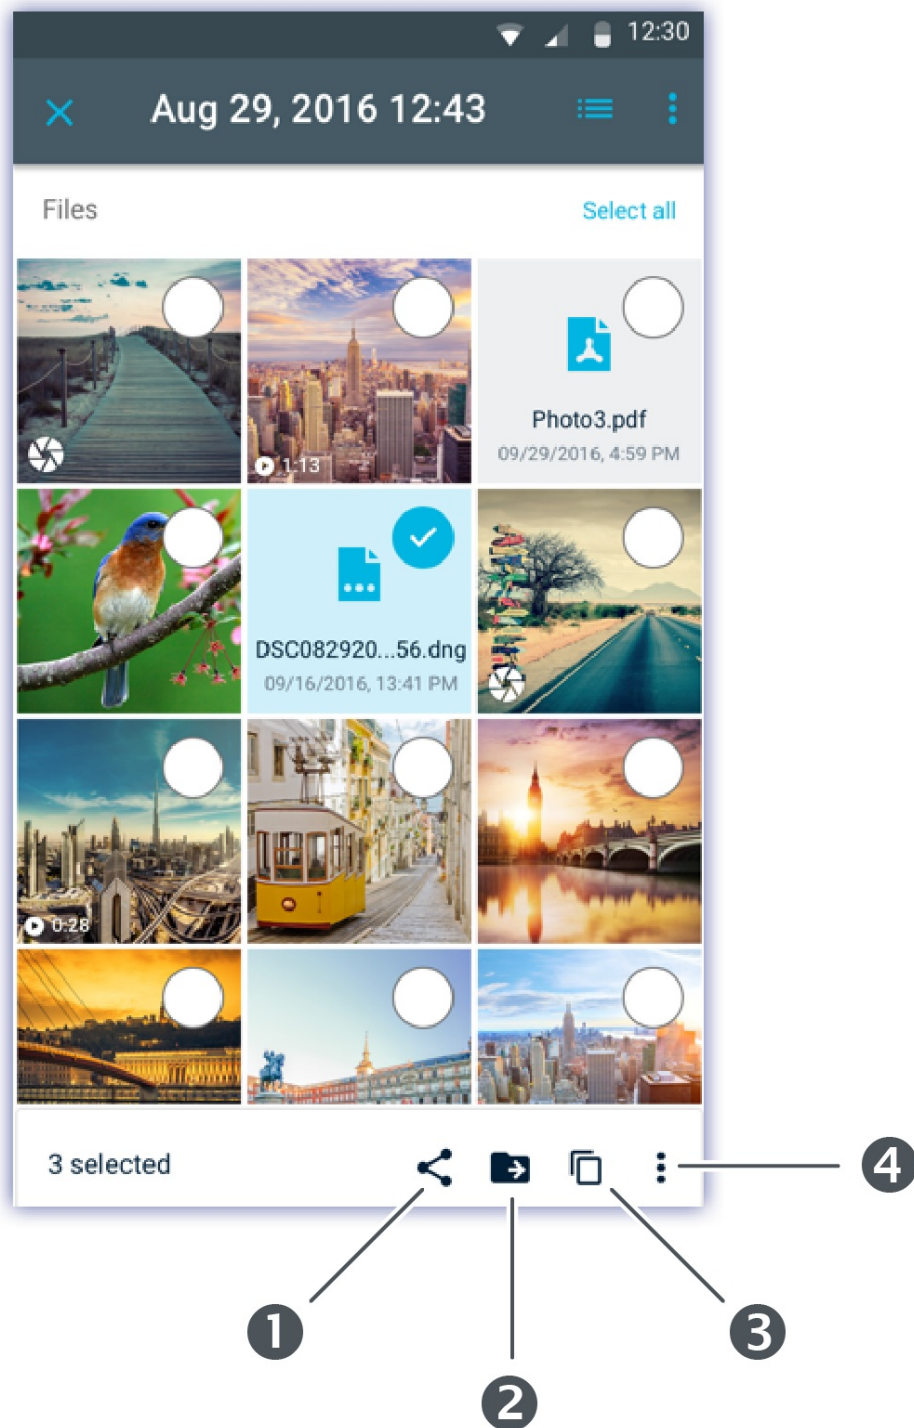 12:30
Aug 29, 2016 12:43
Files
Select all
1:13
Photo3.pdf
09/29/2016, 4:59 PM
DSC082920...56.dng
09/16/2016, 13:41 PM
0:28
3 selected
4
1
3
2